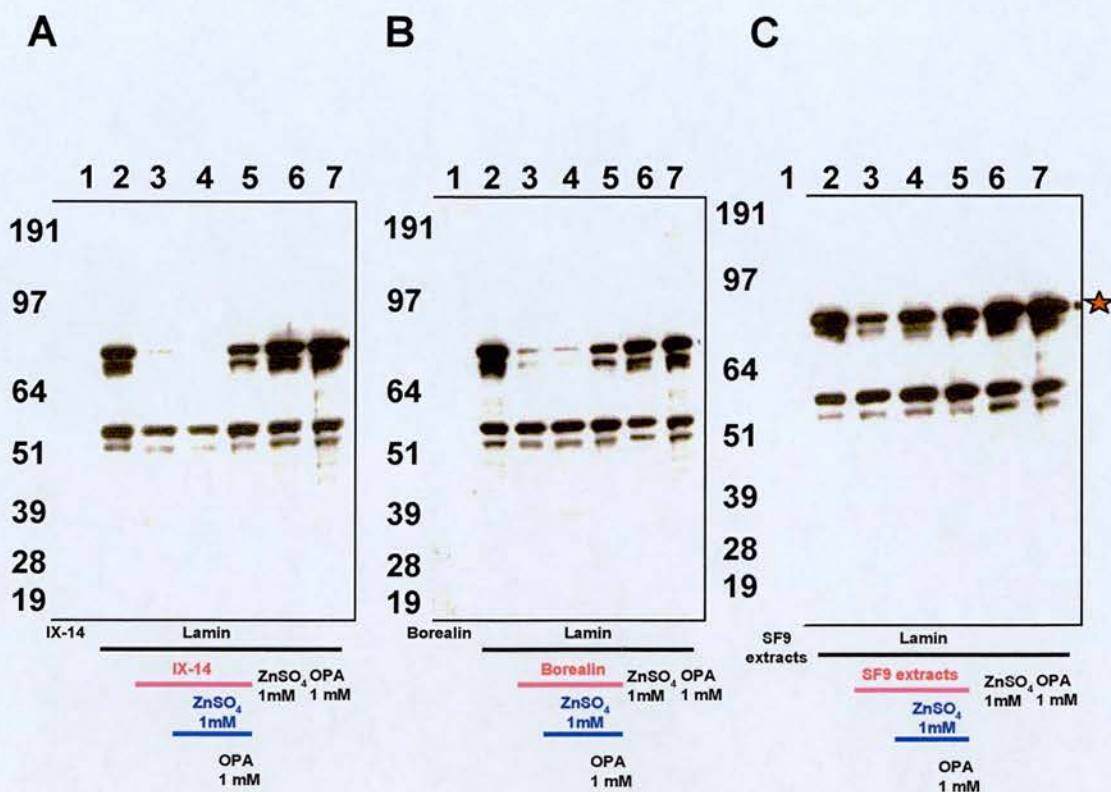 A
1 2 3 4 5 6 7
191
97
64
51
39
28
19
IX-14
Lamin
IX-14
ZnSO4
1mM
OPA
1 mM
ZnSO4
1mM
OPA
1 mM
B
1 2 3 4 5 6 7
191
97
64
51
39
28
19
Borealin
Lamin
Borealin
ZnSO4
1mM
OPA
1 mM
ZnSO4
1mM
OPA
1 mM
C
1 2 3 4 5 6 7
191
97
64
51
39
28
19
SF9
extracts
Lamin
SF9 extracts
ZnSO4
1mM
OPA
1 mM
ZnSO4
1mM
OPA
1 mM